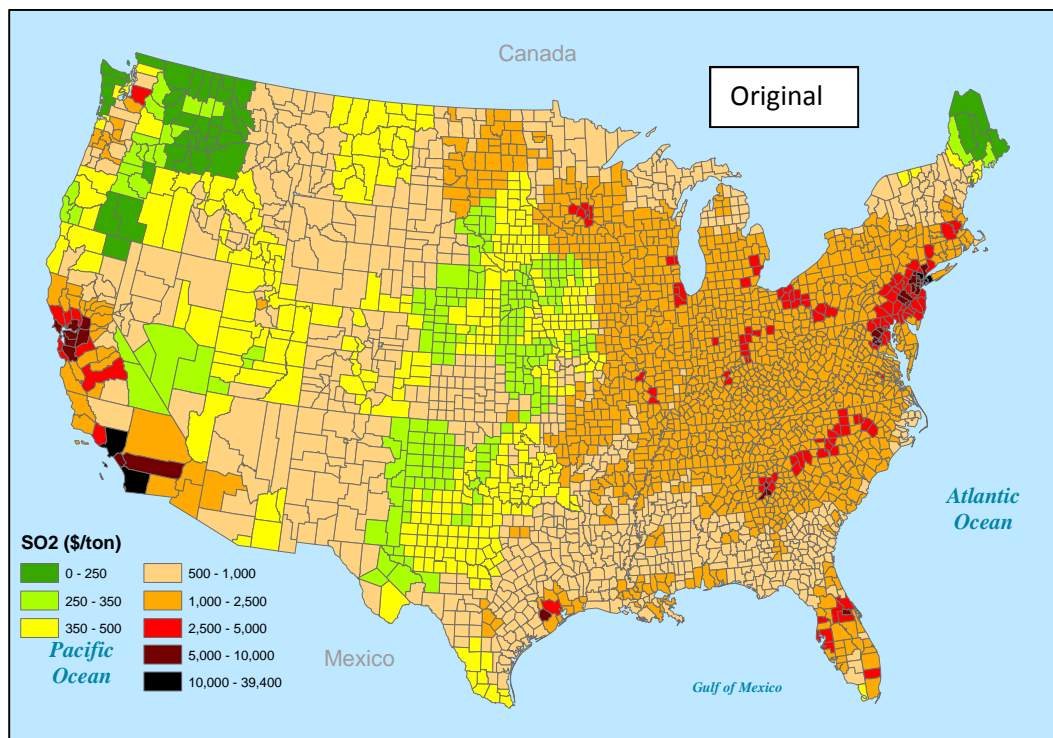 Canada
Original
Atlantic
Ocean
SO2 ($/ton)
0 - 250
250 - 350
350 - 500
500 - 1,000
1,000 - 2,500
2,500 - 5,000
5,000 - 10,000
10,000 - 39,400
Pacific
Ocean
Mexico
Gulf of Mexico